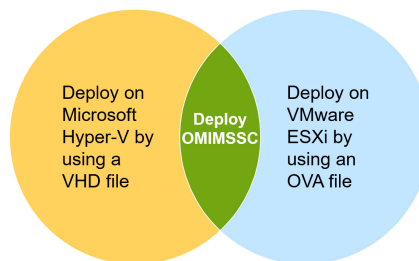 Deploy on
Microsoft
Hyper-V by
using a
VHD file
Deploy
OMIMSSC
Deploy on
VMware
ESXi by
using an
OVA file